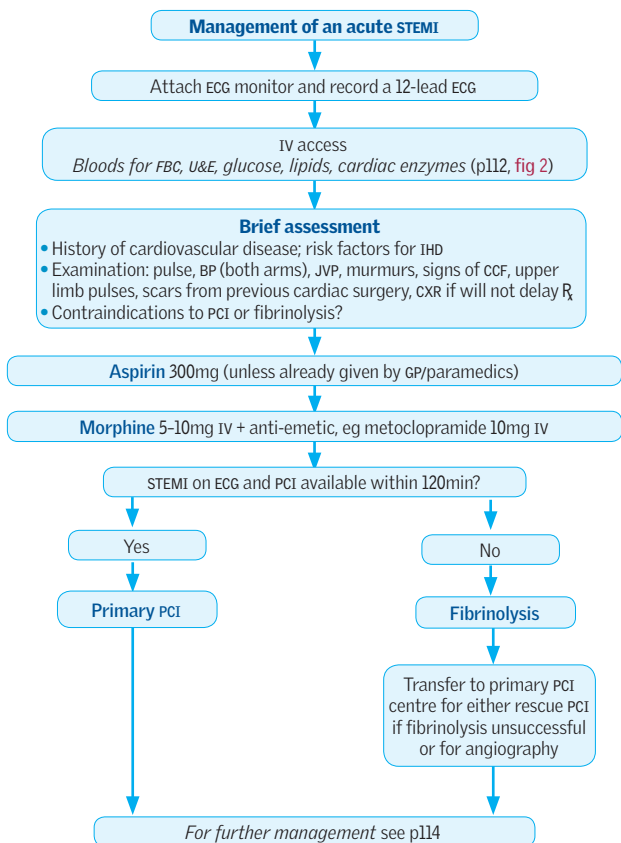 Management of an acute STEMI
Attach ECG monitor and record a 12-lead ECG
IV access
Bloods for FBC, U&E, glucose, lipids, cardiac enzymes (p112, fig 2)
Brief assessment
• History of cardiovascular disease; risk factors for IHD
• Examination: pulse, BP (both arms), JVP, murmurs, signs of CCF, upper
limb pulses, scars from previous cardiac surgery, CXR if will not delay ℞
• Contraindications to PCI or fibrinolysis?
Aspirin 300mg (unless already given by GP/paramedics)
Morphine 5–10mg IV + anti-emetic, eg metoclopramide 10mg IV
STEMI on ECG and PCI available within 120min?
Yes
No
Primary PCI
Fibrinolysis
Transfer to primary PCI
centre for either rescue PCI
if fibrinolysis unsuccessful
or for angiography
For further management see p114